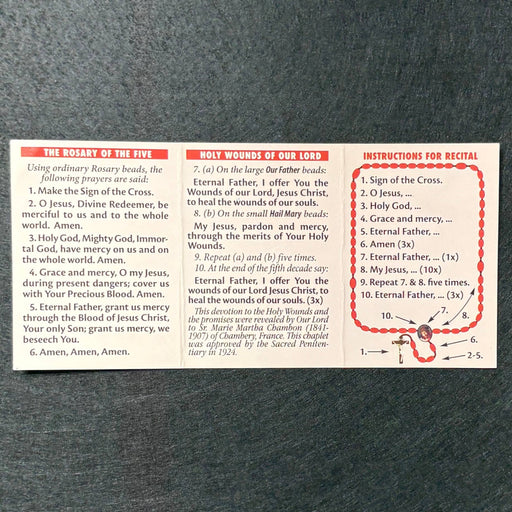 THE ROSARY OF THE FIVE
Using ordinary Rosary beads, the
following prayers are said:
1. Make the Sign of the Cross.
2. O Jesus, Divine Redeemer, be
merciful to us and to the whole
world. Amen.
3. Holy God, Mighty God, Immor-
tal God, have mercy on us and on
the whole world. Amen.
4. Grace and mercy, O my Jesus,
during present dangers; cover us
with Your Precious Blood. Amen.
5. Eternal Father, grant us mercy
through the Blood of Jesus Christ,
Your only Son; grant us mercy, we
beseech You.
6. Amen, Amen, Amen.
HOLY WOUNDS OF OUR LORD
7. (a) On the large Our Father beads:
Eternal Father, I offer You the
Wounds of our Lord, Jesus Christ,
to heal the wounds of our souls.
8. (b) On the small Hail Mary beads:
My Jesus, pardon and mercy,
through the merits of Your Holy
Wounds.
9. Repeat (a) and (b) five times.
10. At the end of the fifth decade say:
Eternal Father, I offer You the
wounds of our Lord Jesus Christ, to
heal the wounds of our souls. (3x)
This devotion to the Holy Wounds and
the promises were revealed by Our Lord
to Sr. Marie Martha Chambon (1841-
1907) of Chambery, France. This chaplet
was approved by the Sacred Peniten-
tiary in 1924.
INSTRUCTIONS FOR RECITAL
1. Sign of the Cross.
2. O Jesus, ...
3. Holy God, ...
4. Grace and mercy, ...
5. Eternal Father, ...
6. Amen (3x)
7. Eternal Father, ... (1x)
8. My Jesus, ... (10x)
9. Repeat 7. & 8. five times.
10. Eternal Father, ... (3x)
7.
10.
8.
6.
1.
2-5.